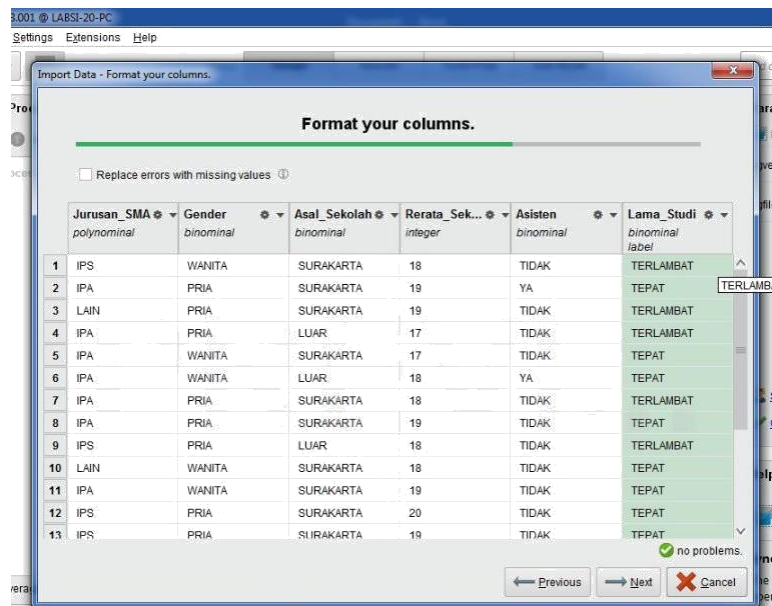 3.001 @ LABSI-20-PC
Settings Extensions Help
Import Data - Format your columns.
Format your columns.
Replace errors with missing values
Jurusan_SMA Gender Asal_Sekolah Rerata_Sek... Asisten Lama_Studi
polynominal binominal binominal integer binominal binominal
label
1 IPS WANITA SURAKARTA 18 TIDAK TERLAMBAT
2 IPA PRIA SURAKARTA 19 YA TEPAT
TERLAMBA
3 LAIN PRIA SURAKARTA 19 TIDAK TERLAMBAT
4 IPA PRIA LUAR 17 TIDAK TERLAMBAT
5 IPA WANITA SURAKARTA 17 TIDAK TEPAT
6 IPA WANITA LUAR 18 YA TEPAT
7 IPA PRIA SURAKARTA 18 TIDAK TERLAMBAT
8 IPA PRIA SURAKARTA 19 TIDAK TEPAT
9 IPS PRIA LUAR 18 TIDAK TERLAMBAT
10 LAIN WANITA SURAKARTA 18 TIDAK TEPAT
11 IPA WANITA SURAKARTA 19 TIDAK TEPAT
12 IPS PRIA SURAKARTA 20 TIDAK TEPAT
13 IPS PRIA SURAKARTA 19 TIDAK TEPAT
no problems.
Previous Next Cancel